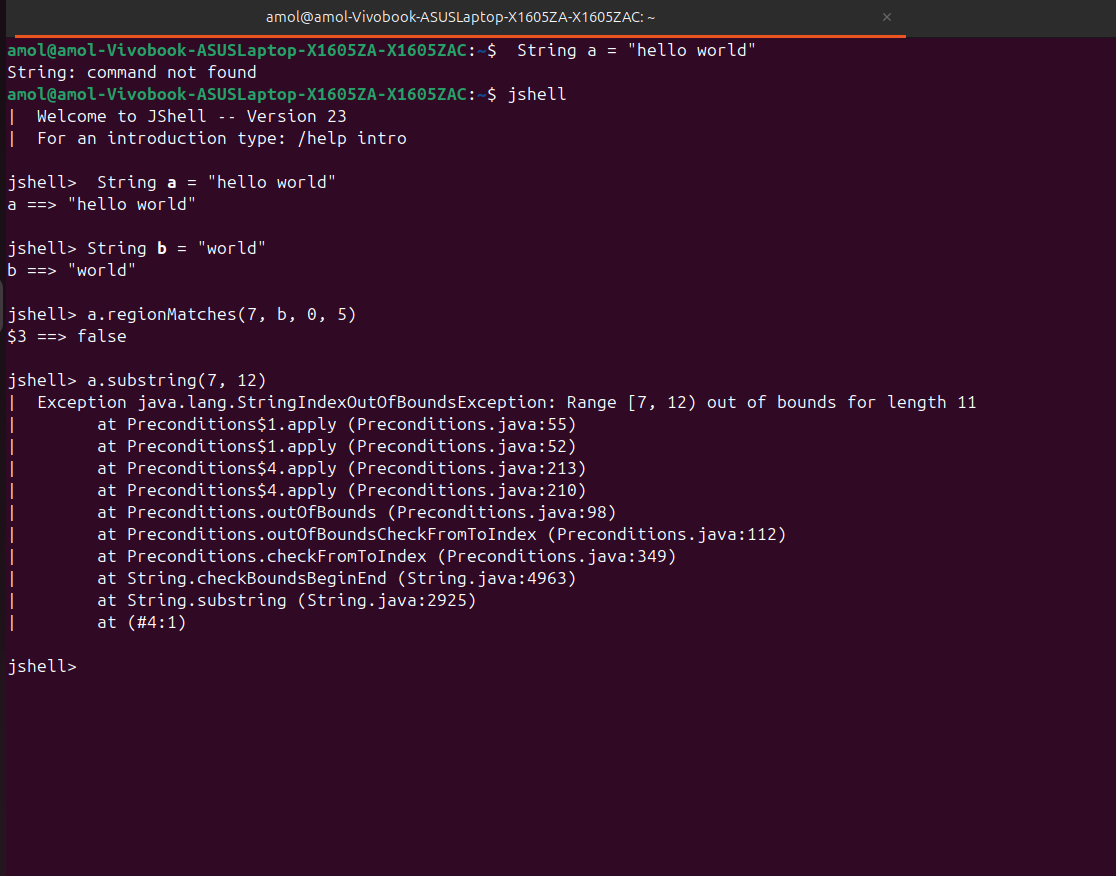 amol@amol-Vivobook-ASUSLaptop-X1605ZA-X1605ZAC: ~ ×
amol@amol-Vivobook-ASUSLaptop-X1605ZA-X1605ZAC:~$  String a = "hello world"
String: command not found
amol@amol-Vivobook-ASUSLaptop-X1605ZA-X1605ZAC:~$ jshell
|  Welcome to JShell -- Version 23
|  For an introduction type: /help intro
jshell>  String a = "hello world"
a ==> "hello world"
jshell> String b = "world"
b ==> "world"
jshell> a.regionMatches(7, b, 0, 5)
$3 ==> false
jshell> a.substring(7, 12)
|  Exception java.lang.StringIndexOutOfBoundsException: Range [7, 12) out of bounds for length 11
|        at Preconditions$1.apply (Preconditions.java:55)
|        at Preconditions$1.apply (Preconditions.java:52)
|        at Preconditions$4.apply (Preconditions.java:213)
|        at Preconditions$4.apply (Preconditions.java:210)
|        at Preconditions.outOfBounds (Preconditions.java:98)
|        at Preconditions.outOfBoundsCheckFromToIndex (Preconditions.java:112)
|        at Preconditions.checkFromToIndex (Preconditions.java:349)
|        at String.checkBoundsBeginEnd (String.java:4963)
|        at String.substring (String.java:2925)
|        at (#4:1)
jshell>